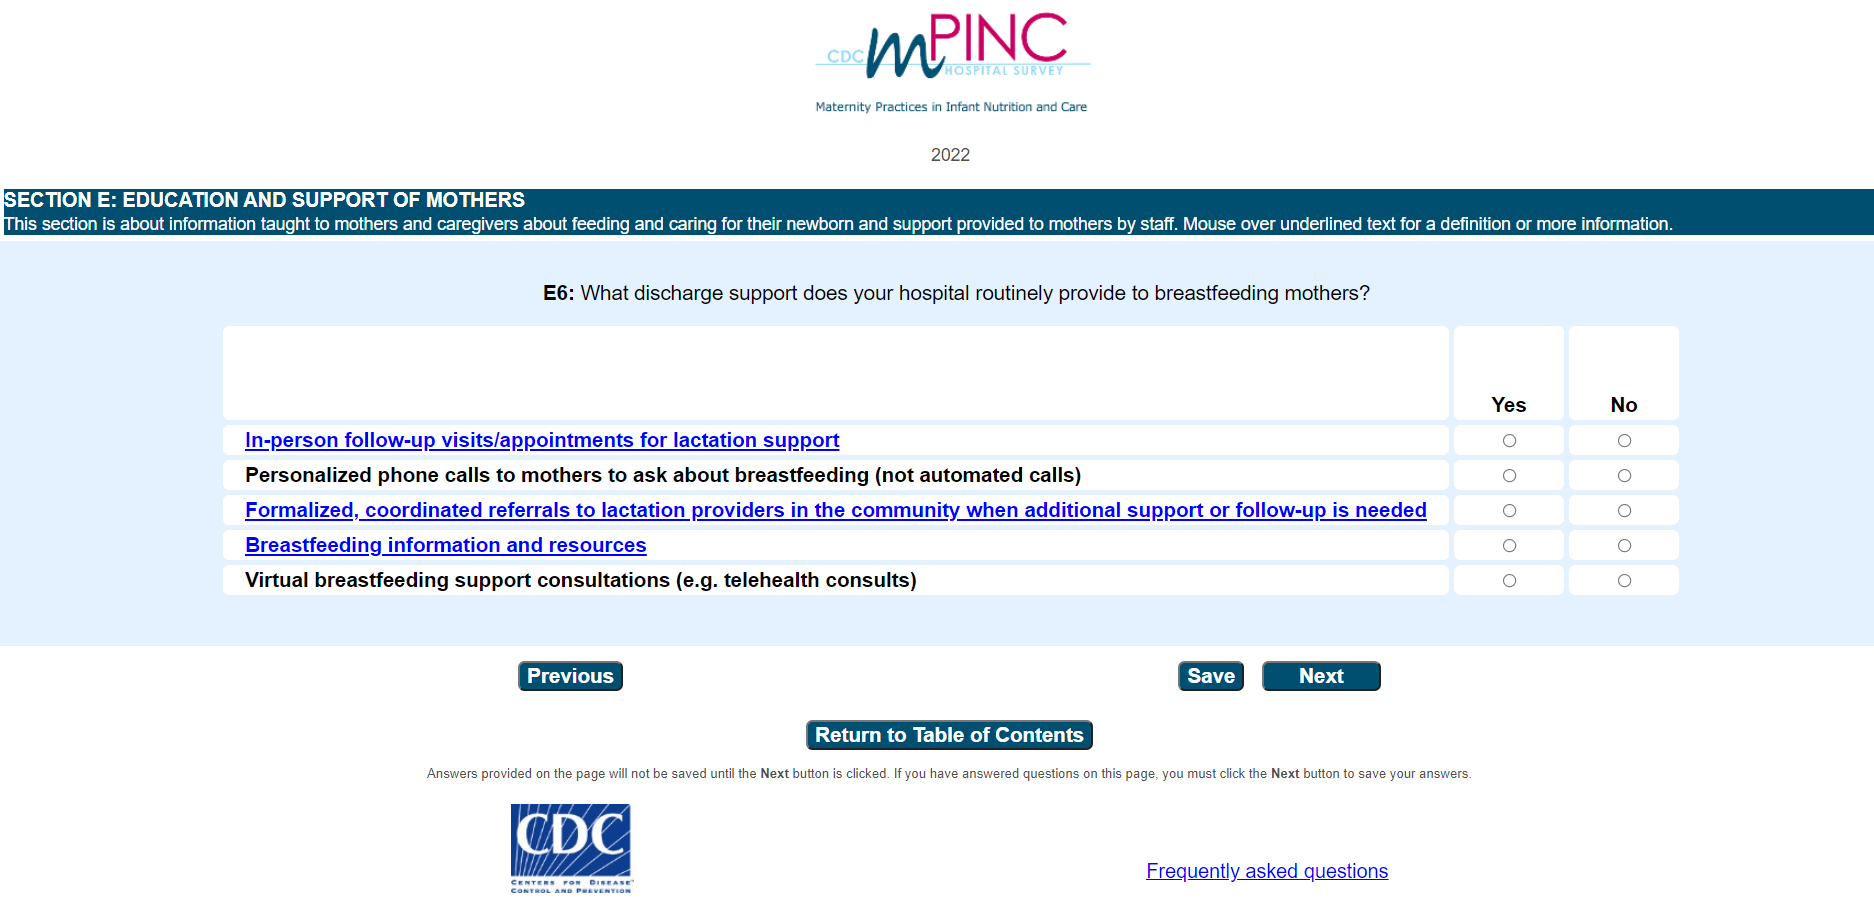 CDC mPINC
HOSPITAL SURVEY
Maternity Practices in Infant Nutrition and Care
2022
SECTION E: EDUCATION AND SUPPORT OF MOTHERS
This section is about information taught to mothers and caregivers about feeding and caring for their newborn and support provided to mothers by staff. Mouse over underlined text for a definition or more information.
E6: What discharge support does your hospital routinely provide to breastfeeding mothers?
Yes No
In-person follow-up visits/appointments for lactation support
Personalized phone calls to mothers to ask about breastfeeding (not automated calls)
Formalized, coordinated referrals to lactation providers in the community when additional support or follow-up is needed
Breastfeeding information and resources
Virtual breastfeeding support consultations (e.g. telehealth consults)
Previous Save Next
Return to Table of Contents
Answers provided on the page will not be saved until the Next button is clicked. If you have answered questions on this page, you must click the Next button to save your answers.
CDC
CENTERS FOR DISEASE
CONTROL AND PREVENTION
Frequently asked questions